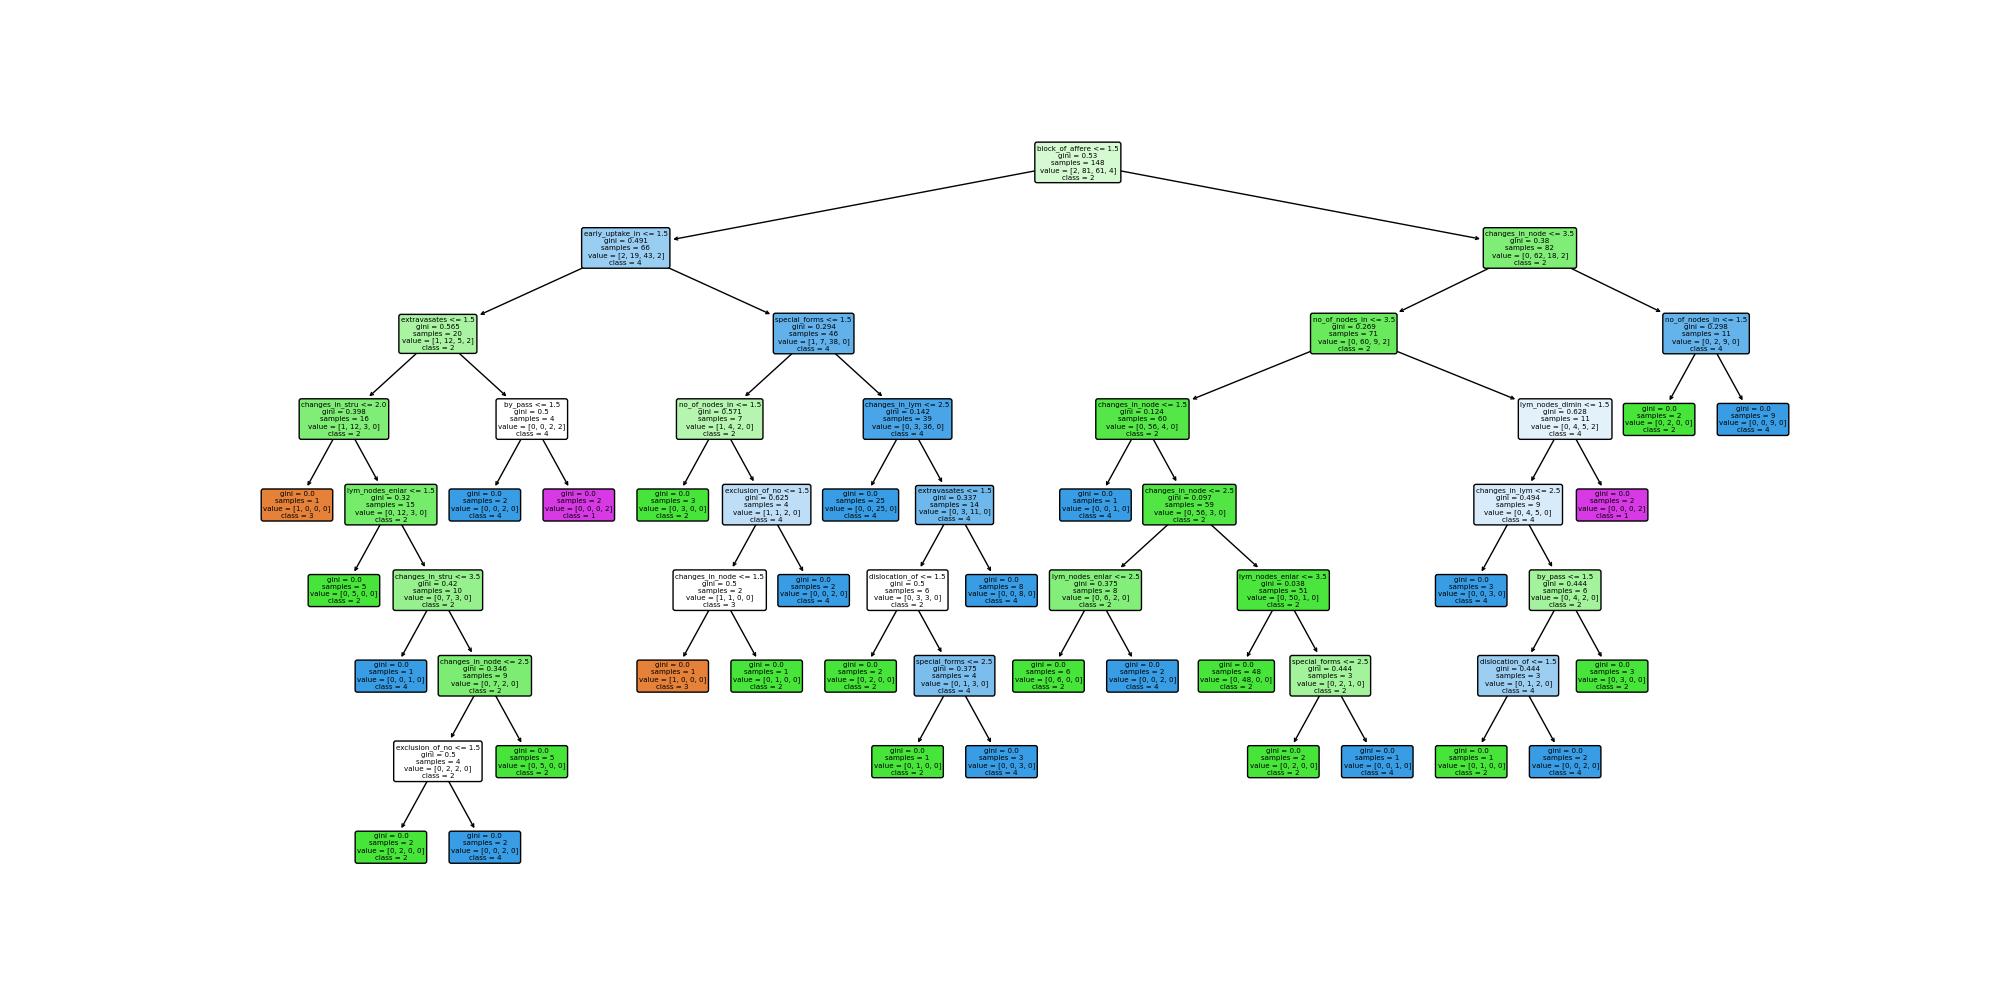 block_of_affere <= 1.5
gini = 0.53
samples = 148
value = [2, 81, 61, 4]
class = 2
early_uptake_in <= 1.5
gini = 0.491
samples = 66
value = [2, 19, 43, 2]
class = 4
changes_in_node <= 3.5
gini = 0.38
samples = 82
value = [0, 62, 18, 2]
class = 2
extravasates <= 1.5
gini = 0.565
samples = 20
value = [1, 12, 5, 2]
class = 2
special_forms <= 1.5
gini = 0.294
samples = 46
value = [1, 7, 38, 0]
class = 4
no_of_nodes_in <= 3.5
gini = 0.269
samples = 71
value = [0, 60, 9, 2]
class = 2
no_of_nodes_in <= 1.5
gini = 0.298
samples = 11
value = [0, 2, 9, 0]
class = 4
changes_in_stru <= 2.0
gini = 0.398
samples = 16
value = [1, 12, 3, 0]
class = 2
by_pass <= 1.5
gini = 0.5
samples = 4
value = [0, 0, 2, 2]
class = 4
no_of_nodes_in <= 1.5
gini = 0.571
samples = 7
value = [1, 4, 2, 0]
class = 2
changes_in_lym <= 2.5
gini = 0.142
samples = 39
value = [0, 3, 36, 0]
class = 4
changes_in_node <= 1.5
gini = 0.124
samples = 60
value = [0, 56, 4, 0]
class = 2
lym_nodes_dimin <= 1.5
gini = 0.628
samples = 11
value = [0, 4, 5, 2]
class = 4
gini = 0.0
samples = 2
value = [0, 2, 0, 0]
class = 2
gini = 0.0
samples = 9
value = [0, 0, 9, 0]
class = 4
gini = 0.0
samples = 1
value = [1, 0, 0, 0]
class = 3
lym_nodes_enlar <= 1.5
gini = 0.32
samples = 15
value = [0, 12, 3, 0]
class = 2
gini = 0.0
samples = 2
value = [0, 0, 2, 0]
class = 4
gini = 0.0
samples = 2
value = [0, 0, 0, 2]
class = 1
gini = 0.0
samples = 3
value = [0, 3, 0, 0]
class = 2
exclusion_of_no <= 1.5
gini = 0.625
samples = 4
value = [1, 1, 2, 0]
class = 4
gini = 0.0
samples = 25
value = [0, 0, 25, 0]
class = 4
extravasates <= 1.5
gini = 0.337
samples = 14
value = [0, 3, 11, 0]
class = 4
gini = 0.0
samples = 1
value = [0, 0, 1, 0]
class = 4
changes_in_node <= 2.5
gini = 0.097
samples = 59
value = [0, 56, 3, 0]
class = 2
changes_in_lym <= 2.5
gini = 0.494
samples = 9
value = [0, 4, 5, 0]
class = 4
gini = 0.0
samples = 2
value = [0, 0, 0, 2]
class = 1
gini = 0.0
samples = 5
value = [0, 5, 0, 0]
class = 2
changes_in_stru <= 3.5
gini = 0.42
samples = 10
value = [0, 7, 3, 0]
class = 2
changes_in_node <= 1.5
gini = 0.5
samples = 2
value = [1, 1, 0, 0]
class = 3
gini = 0.0
samples = 2
value = [0, 0, 2, 0]
class = 4
dislocation_of <= 1.5
gini = 0.5
samples = 6
value = [0, 3, 3, 0]
class = 2
gini = 0.0
samples = 8
value = [0, 0, 8, 0]
class = 4
lym_nodes_enlar <= 2.5
gini = 0.375
samples = 8
value = [0, 6, 2, 0]
class = 2
lym_nodes_enlar <= 3.5
gini = 0.038
samples = 51
value = [0, 50, 1, 0]
class = 2
gini = 0.0
samples = 3
value = [0, 0, 3, 0]
class = 4
by_pass <= 1.5
gini = 0.444
samples = 6
value = [0, 4, 2, 0]
class = 2
gini = 0.0
samples = 1
value = [0, 0, 1, 0]
class = 4
changes_in_node <= 2.5
gini = 0.346
samples = 9
value = [0, 7, 2, 0]
class = 2
gini = 0.0
samples = 1
value = [1, 0, 0, 0]
class = 3
gini = 0.0
samples = 1
value = [0, 1, 0, 0]
class = 2
gini = 0.0
samples = 2
value = [0, 2, 0, 0]
class = 2
special_forms <= 2.5
gini = 0.375
samples = 4
value = [0, 1, 3, 0]
class = 4
gini = 0.0
samples = 6
value = [0, 6, 0, 0]
class = 2
gini = 0.0
samples = 2
value = [0, 0, 2, 0]
class = 4
gini = 0.0
samples = 48
value = [0, 48, 0, 0]
class = 2
special_forms <= 2.5
gini = 0.444
samples = 3
value = [0, 2, 1, 0]
class = 2
dislocation_of <= 1.5
gini = 0.444
samples = 3
value = [0, 1, 2, 0]
class = 4
gini = 0.0
samples = 3
value = [0, 3, 0, 0]
class = 2
exclusion_of_no <= 1.5
gini = 0.5
samples = 4
value = [0, 2, 2, 0]
class = 2
gini = 0.0
samples = 5
value = [0, 5, 0, 0]
class = 2
gini = 0.0
samples = 1
value = [0, 1, 0, 0]
class = 2
gini = 0.0
samples = 3
value = [0, 0, 3, 0]
class = 4
gini = 0.0
samples = 2
value = [0, 2, 0, 0]
class = 2
gini = 0.0
samples = 1
value = [0, 0, 1, 0]
class = 4
gini = 0.0
samples = 1
value = [0, 1, 0, 0]
class = 2
gini = 0.0
samples = 2
value = [0, 0, 2, 0]
class = 4
gini = 0.0
samples = 2
value = [0, 2, 0, 0]
class = 2
gini = 0.0
samples = 2
value = [0, 0, 2, 0]
class = 4